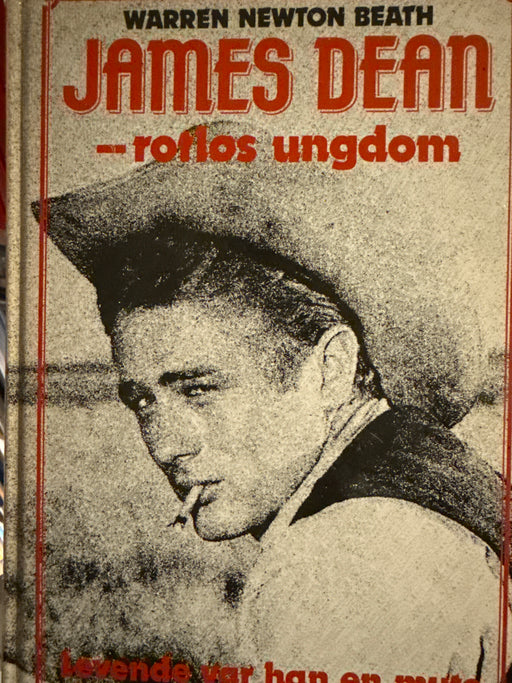 WARREN NEWTON BEATH
JAMES DEAN
– rotløs ungdom
Levende var han en myte